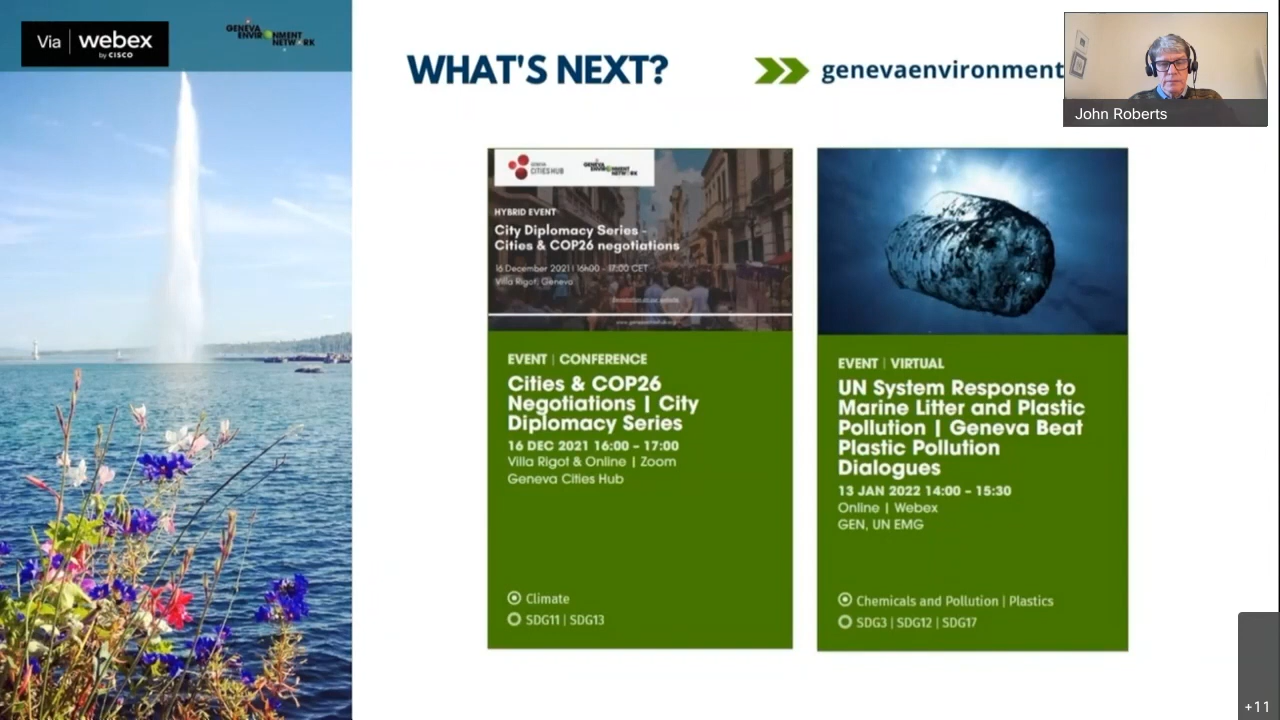 Via | webex
by CISCO
GENEVA
ENVIRONMENT
NETWORK
WHAT'S NEXT?
genevaenvironment
John Roberts
GENEVA
CITIES HUB
GENEVA
ENVIRONMENT
NETWORK
HYBRID EVENT
City Diplomacy Series -
Cities & COP26 negotiations
16 December 2021 | 16h00 - 17:00 CET
Villa Rigot, Geneva
EVENT | CONFERENCE
Cities & COP26
Negotiations | City
Diplomacy Series
16 DEC 2021 16:00 – 17:00
Villa Rigot & Online | Zoom
Geneva Cities Hub
Climate
SDG11 | SDG13
EVENT | VIRTUAL
UN System Response to
Marine Litter and Plastic
Pollution | Geneva Beat
Plastic Pollution
Dialogues
13 JAN 2022 14:00 – 15:30
Online | Webex
GEN, UN EMG
Chemicals and Pollution | Plastics
SDG3 | SDG12 | SDG17
+11